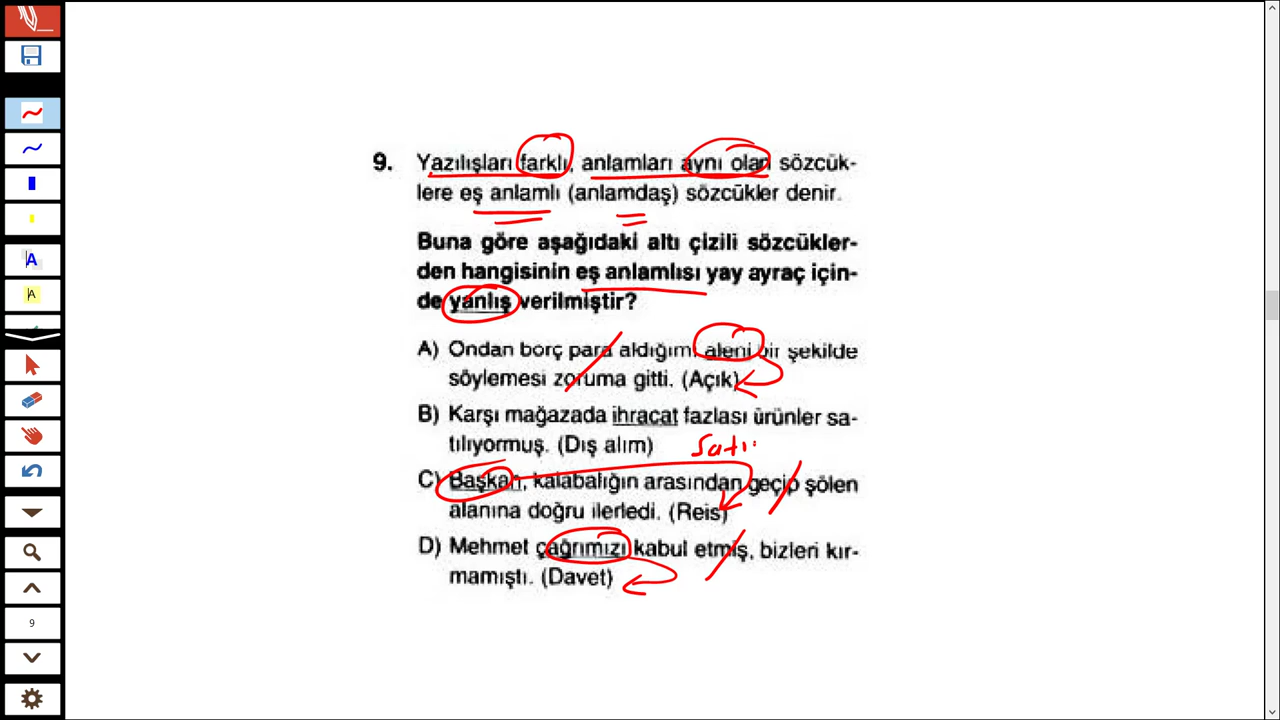 9. Yazılışları farklı, anlamları aynı olan sözcük-
lere eş anlamlı (anlamdaş) sözcükler denir.
Buna göre aşağıdaki altı çizili sözcükler-
den hangisinin eş anlamlısı yay ayraç için-
de yanlış verilmiştir?
A) Ondan borç para aldığımı aleni bir şekilde
söylemesi zoruma gitti. (Açık)
B) Karşı mağazada ihracat fazlası ürünler sa-
tılıyormuş. (Dış alım)
satı
C) Başkan, kalabalığın arasından geçip şölen
alanına doğru ilerledi. (Reis)
D) Mehmet çağrımızı kabul etmiş, bizleri kır-
mamıştı. (Davet)
A
A
9